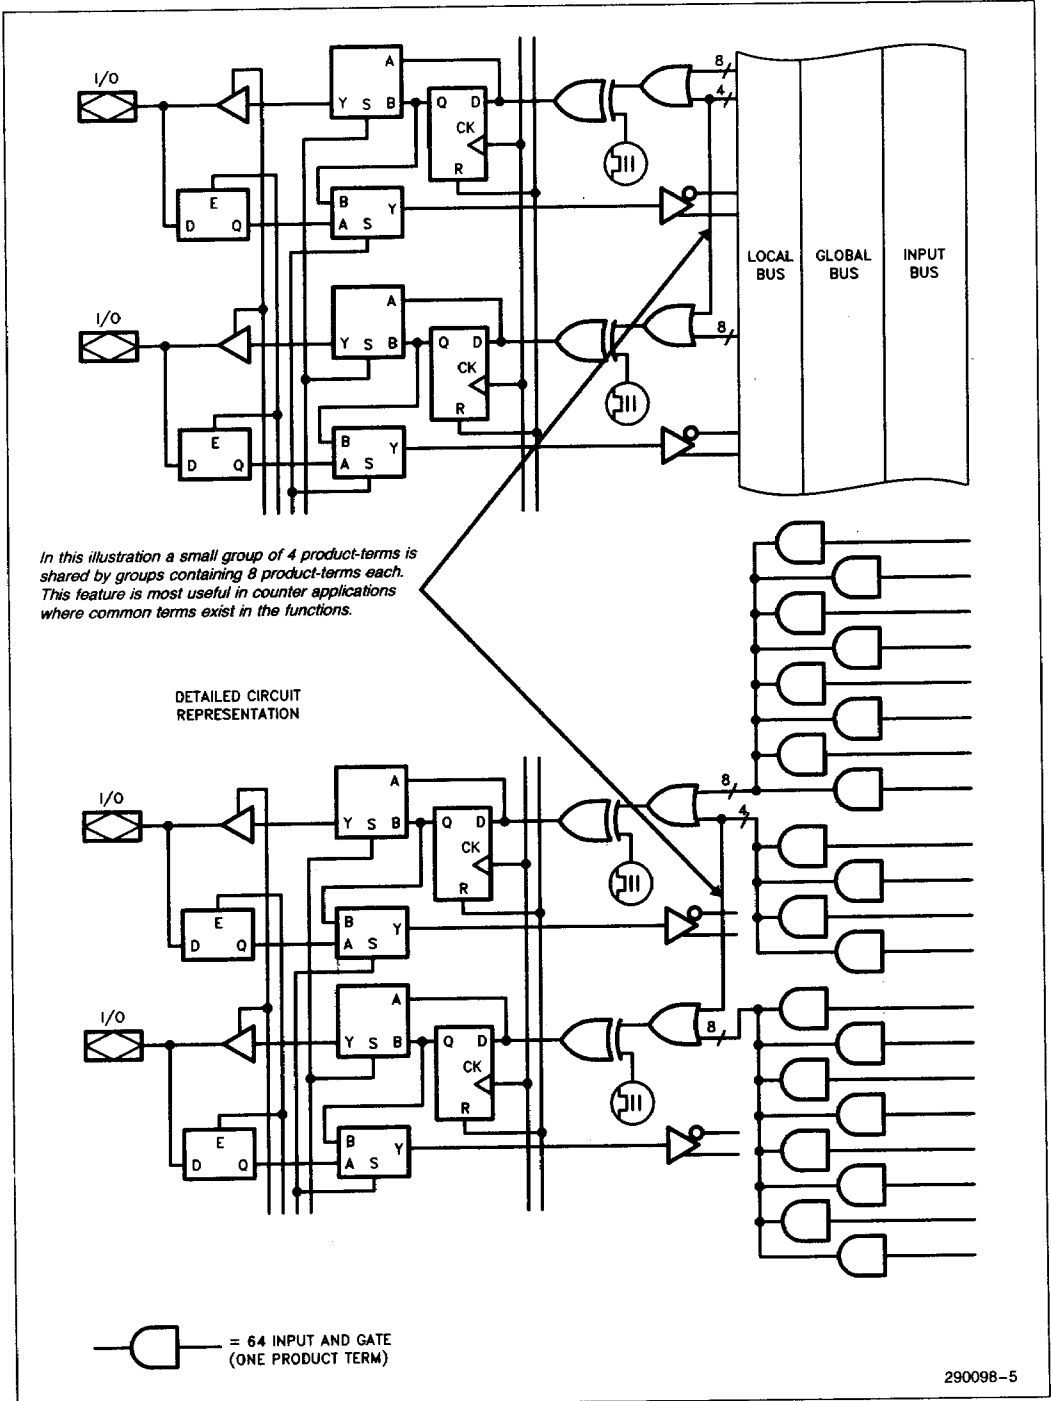 I/O
A
Y S B
Q D
CK
R
8
4
E
D Q
B
A S
Y
LOCAL BUS
GLOBAL BUS
INPUT BUS
I/O
A
Y S B
Q D
CK
R
8
E
D Q
B
A S
Y
In this illustration a small group of 4 product-terms is
shared by groups containing 8 product-terms each.
This feature is most useful in counter applications
where common terms exist in the functions.
DETAILED CIRCUIT
REPRESENTATION
I/O
A
Y S B
Q D
CK
R
8
4
E
D Q
B
A S
Y
I/O
A
Y S B
Q D
CK
R
8
E
D Q
B
A S
Y
= 64 INPUT AND GATE
(ONE PRODUCT TERM)
290098-5